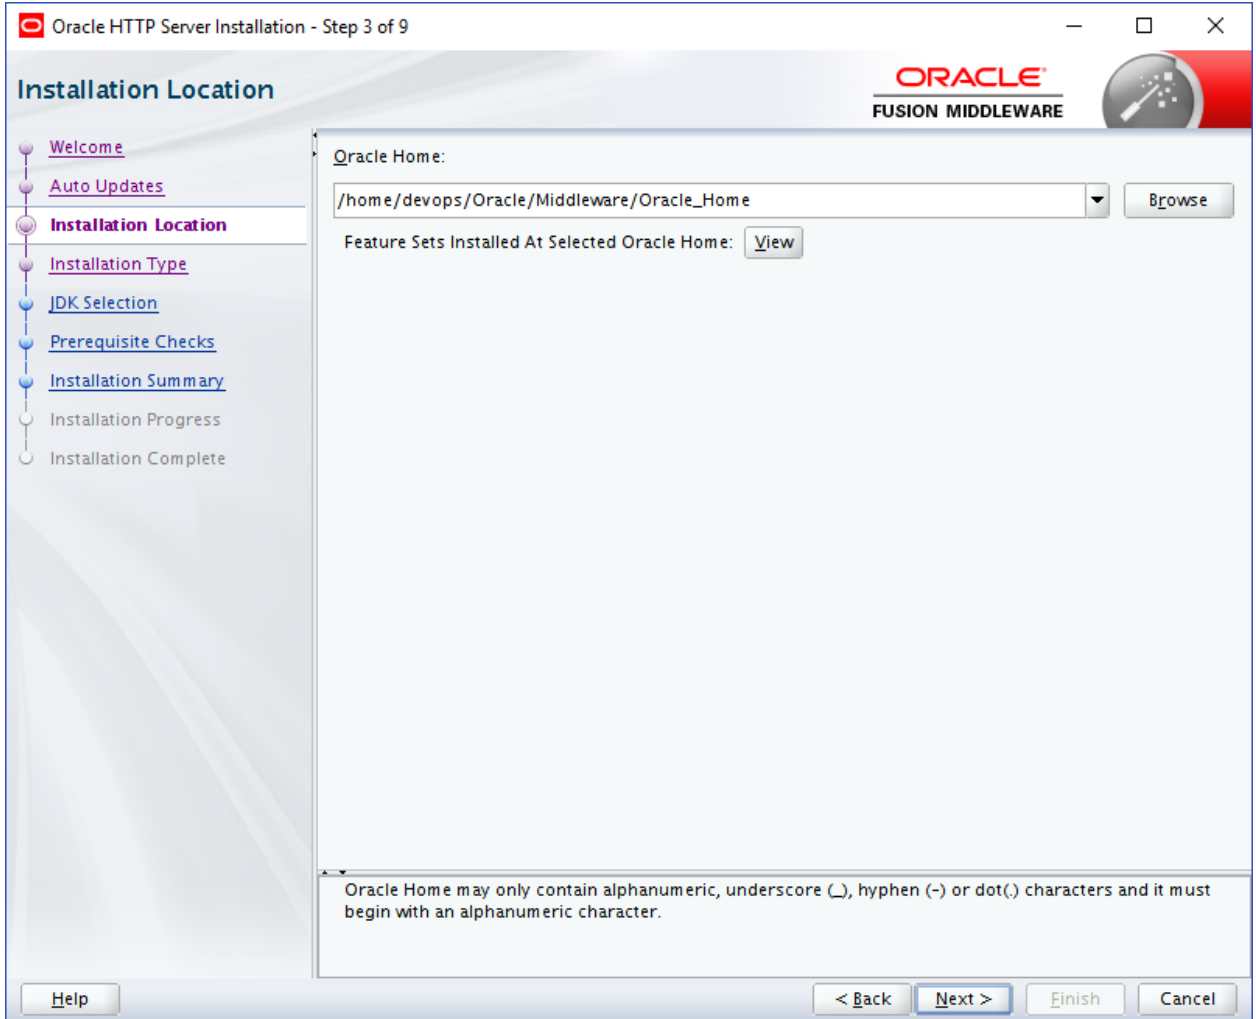 Oracle HTTP Server Installation - Step 3 of 9
Installation Location
ORACLE
FUSION MIDDLEWARE
Welcome
Auto Updates
Installation Location
Installation Type
JDK Selection
Prerequisite Checks
Installation Summary
Installation Progress
Installation Complete
Oracle Home:
/home/devops/Oracle/Middleware/Oracle_Home
Browse
Feature Sets Installed At Selected Oracle Home: View
Oracle Home may only contain alphanumeric, underscore (_), hyphen (-) or dot(.) characters and it must
begin with an alphanumeric character.
Help
< Back
Next >
Finish
Cancel